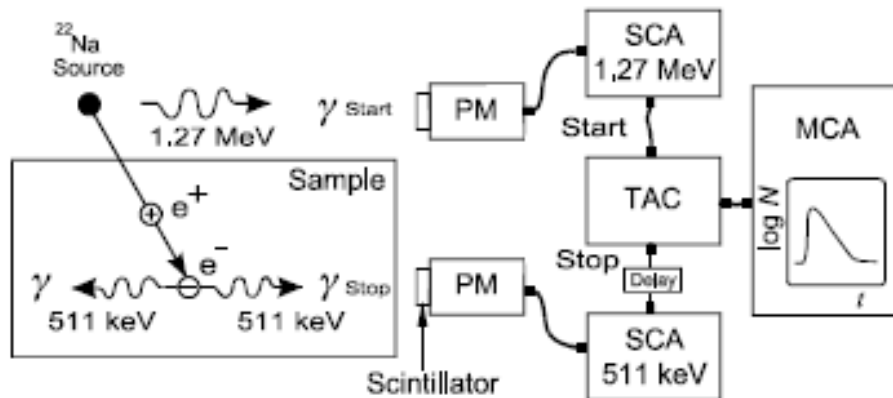 ²²Na
Source
γ Start
1.27 MeV
PM
SCA
1,27 MeV
Start
MCA
TAC
log N
t
Sample
e⁺
e⁻
γ
γ Stop
511 keV
511 keV
PM
Stop
Delay
SCA
511 keV
Scintillator